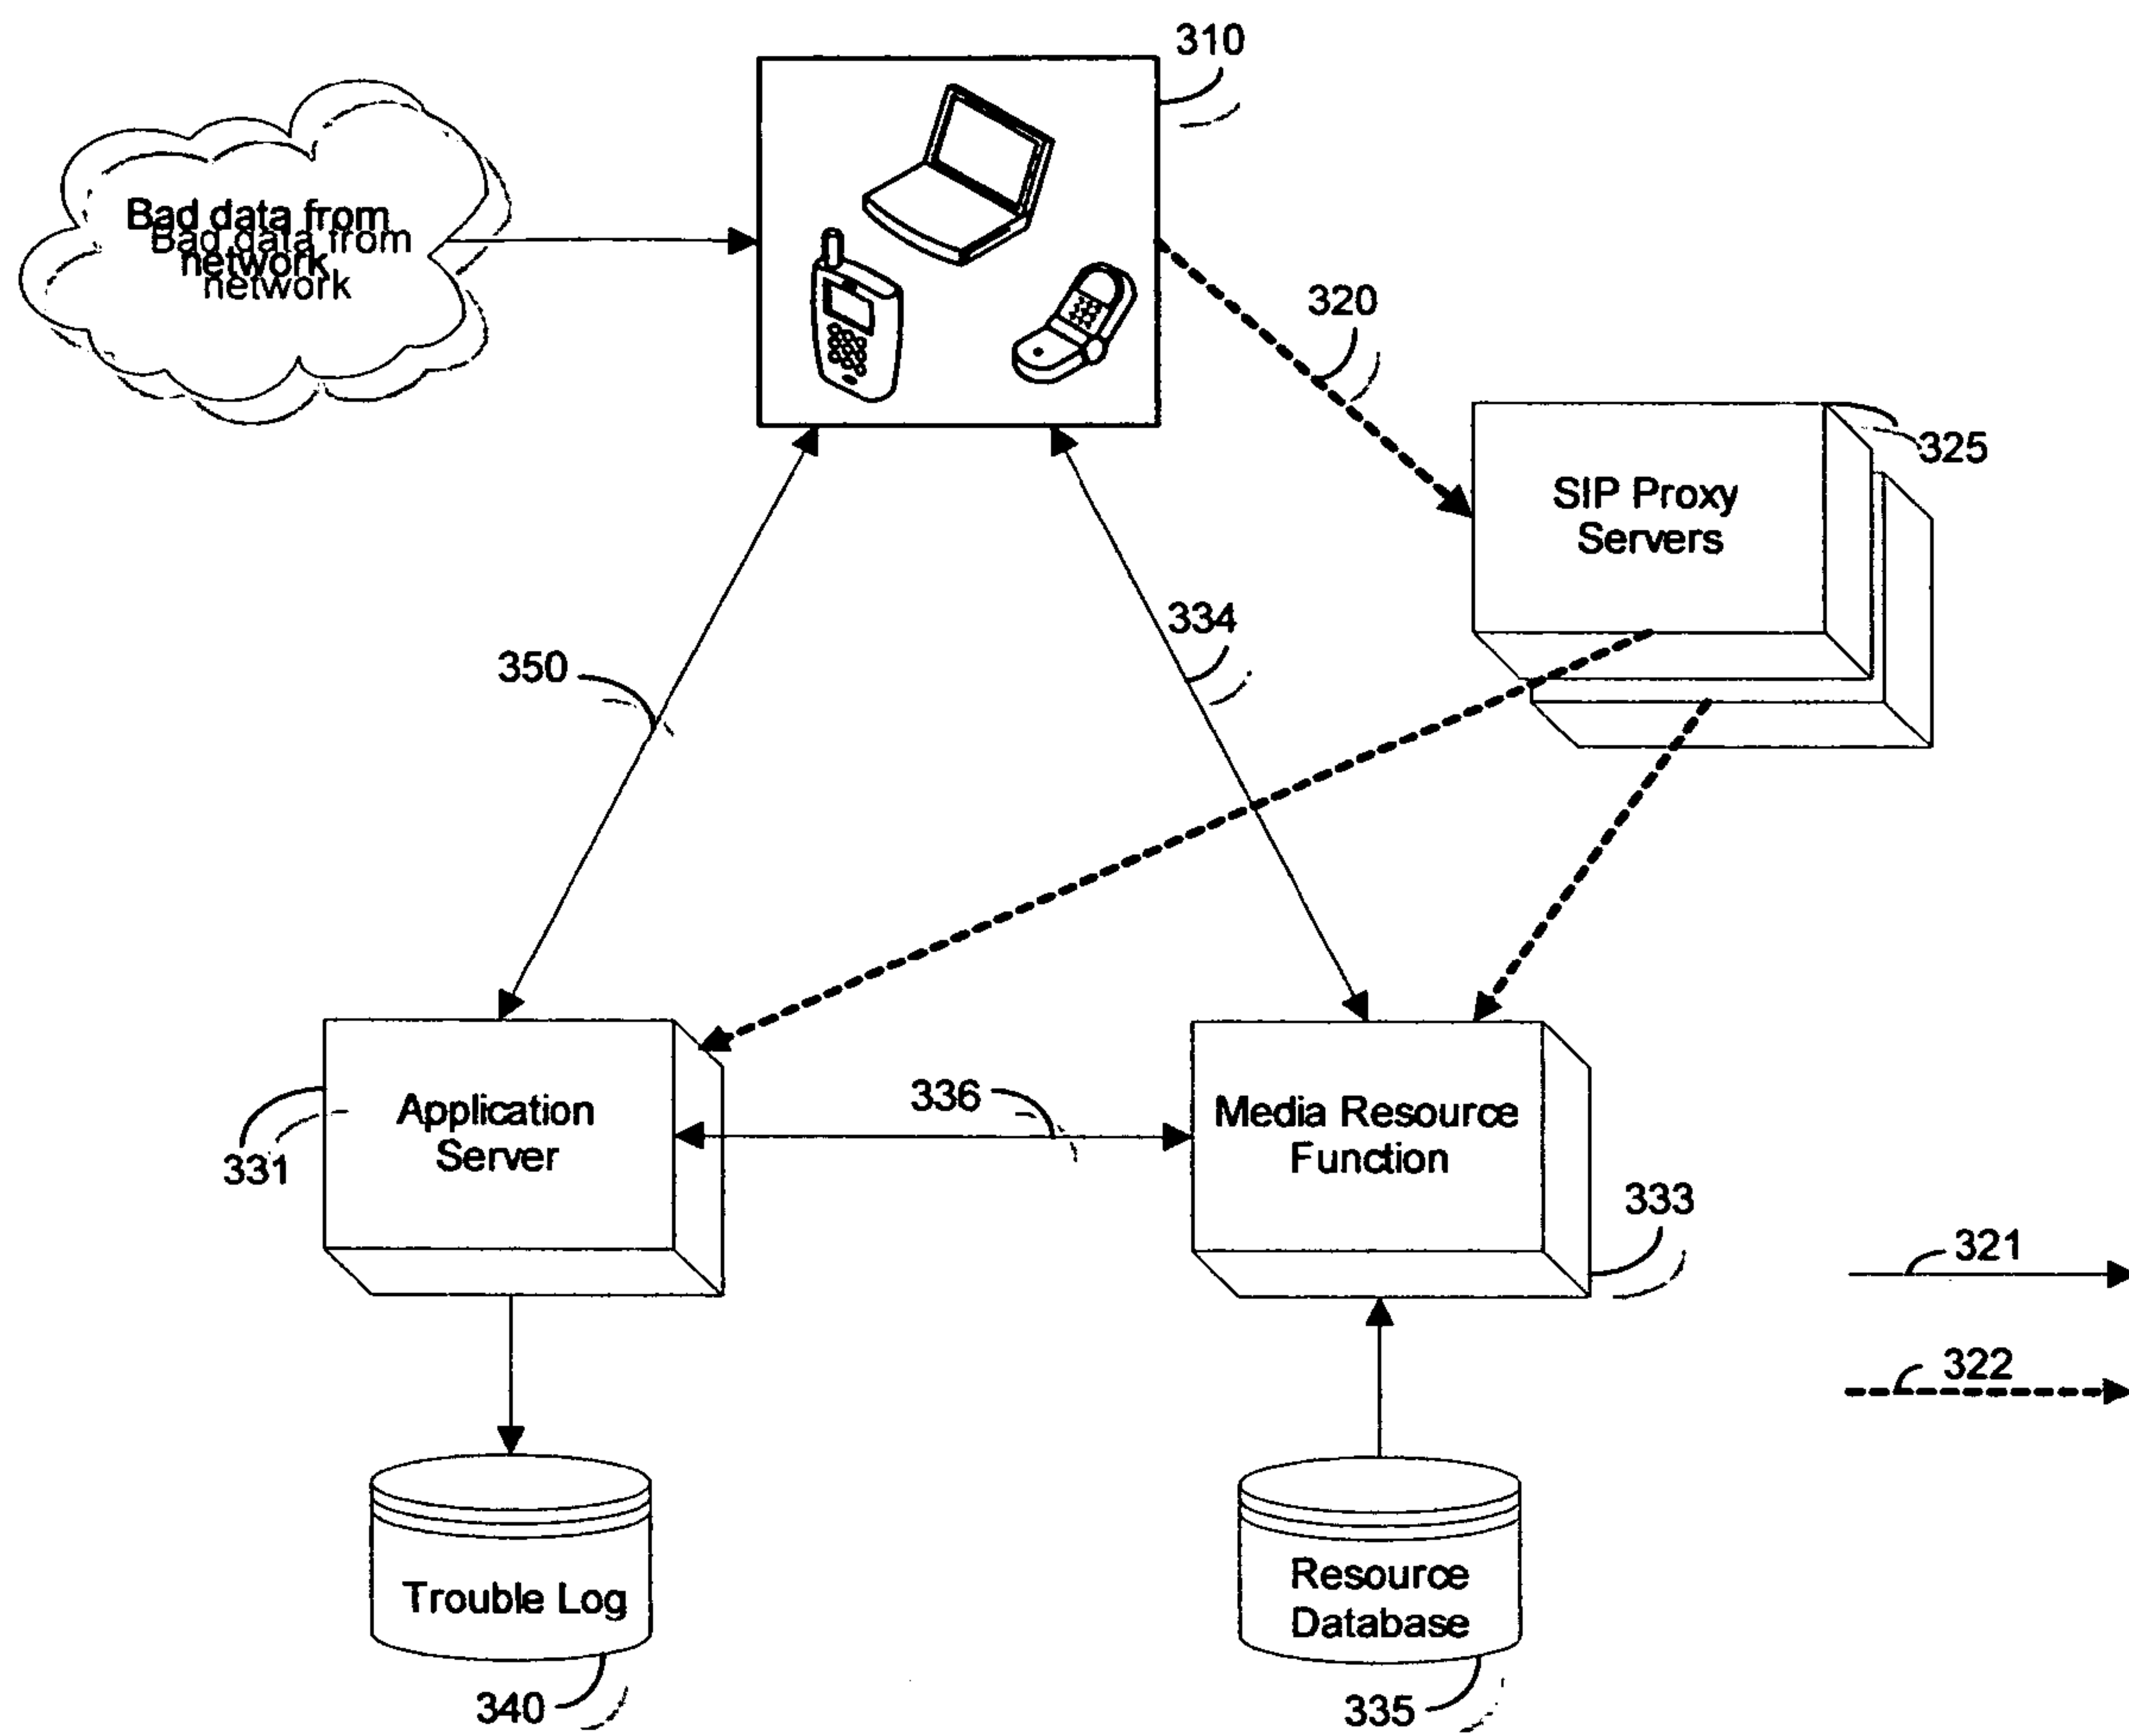 310
Bad data from
Bad data from
network
network
320
325
SIP Proxy
Servers
334
350
336
Application
Server
Media Resource
Function
331
333
321
322
Trouble Log
Resource
Database
340
335